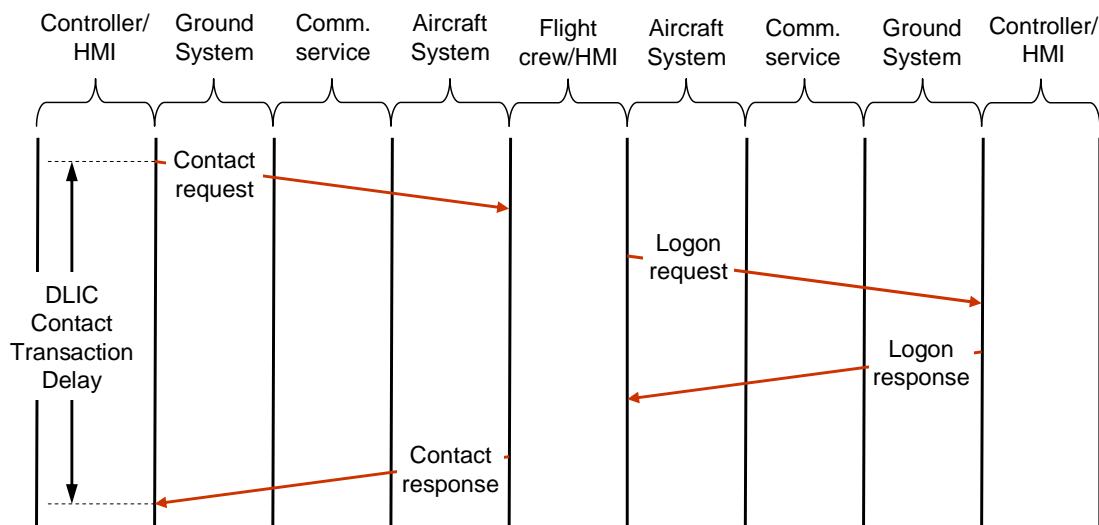 Controller/
HMI
Ground
System
Comm.
service
Aircraft
System
Flight
crew/HMI
Aircraft
System
Comm.
service
Ground
System
Controller/
HMI
Contact
request
Logon
request
DLIC
Contact
Transaction
Delay
Logon
response
Contact
response